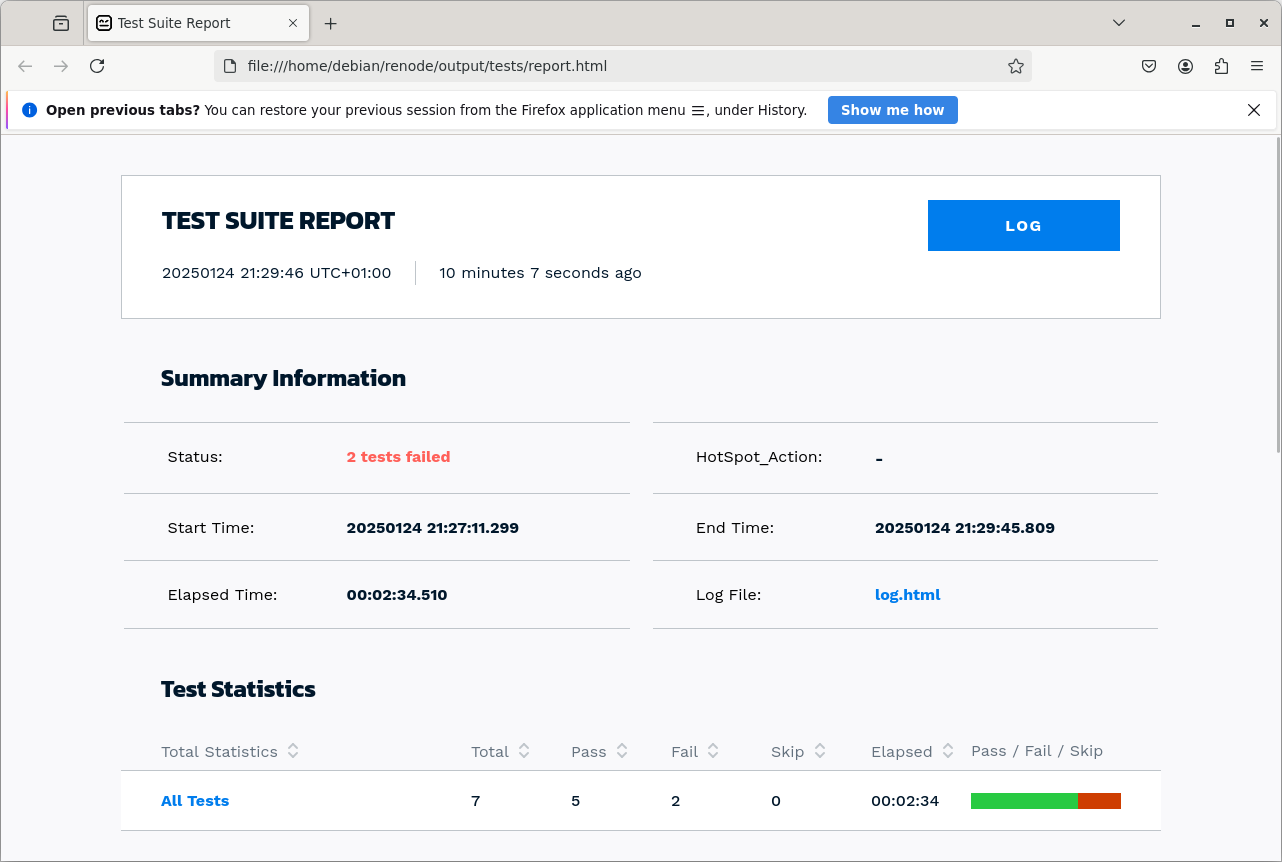 Test Suite Report
file:///home/debian/renode/output/tests/report.html
Open previous tabs? You can restore your previous session from the Firefox application menu ☰, under History.
Show me how
TEST SUITE REPORT
LOG
20250124 21:29:46 UTC+01:00
10 minutes 7 seconds ago
Summary Information
Status: 2 tests failed
HotSpot_Action: -
Start Time: 20250124 21:27:11.299
End Time: 20250124 21:29:45.809
Elapsed Time: 00:02:34.510
Log File: log.html
Test Statistics
Total Statistics Total Pass Fail Skip Elapsed Pass / Fail / Skip
All Tests 7 5 2 0 00:02:34